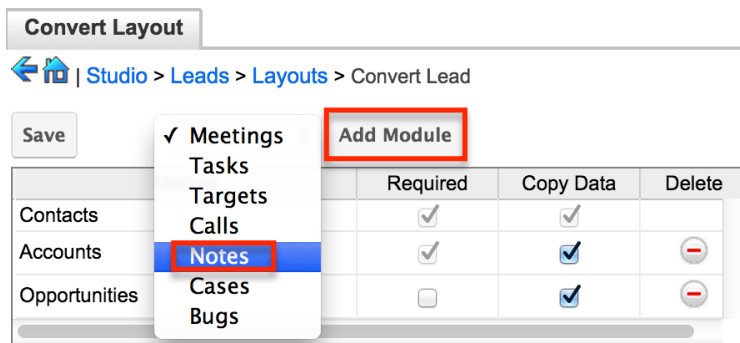 Convert Layout
| Studio > Leads > Layouts > Convert Lead
Save
✓ Meetings
Add Module
Tasks
Targets
Calls
Notes
Cases
Bugs
Required
Copy Data
Delete
Contacts
Accounts
Opportunities